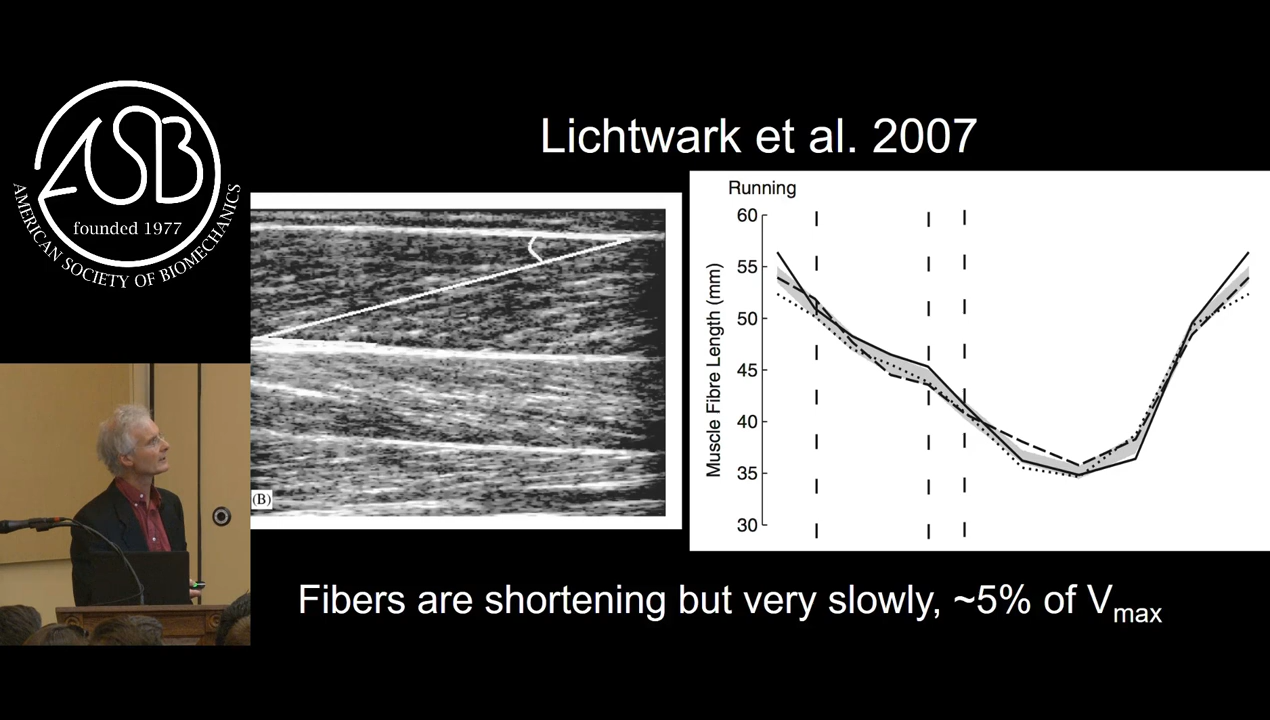 Lichtwark et al. 2007
ASB
founded 1977
AMERICAN SOCIETY OF BIOMECHANICS
(B)
Running
Muscle Fibre Length (mm)
60
55
50
45
40
35
30
Fibers are shortening but very slowly, ~5% of Vmax